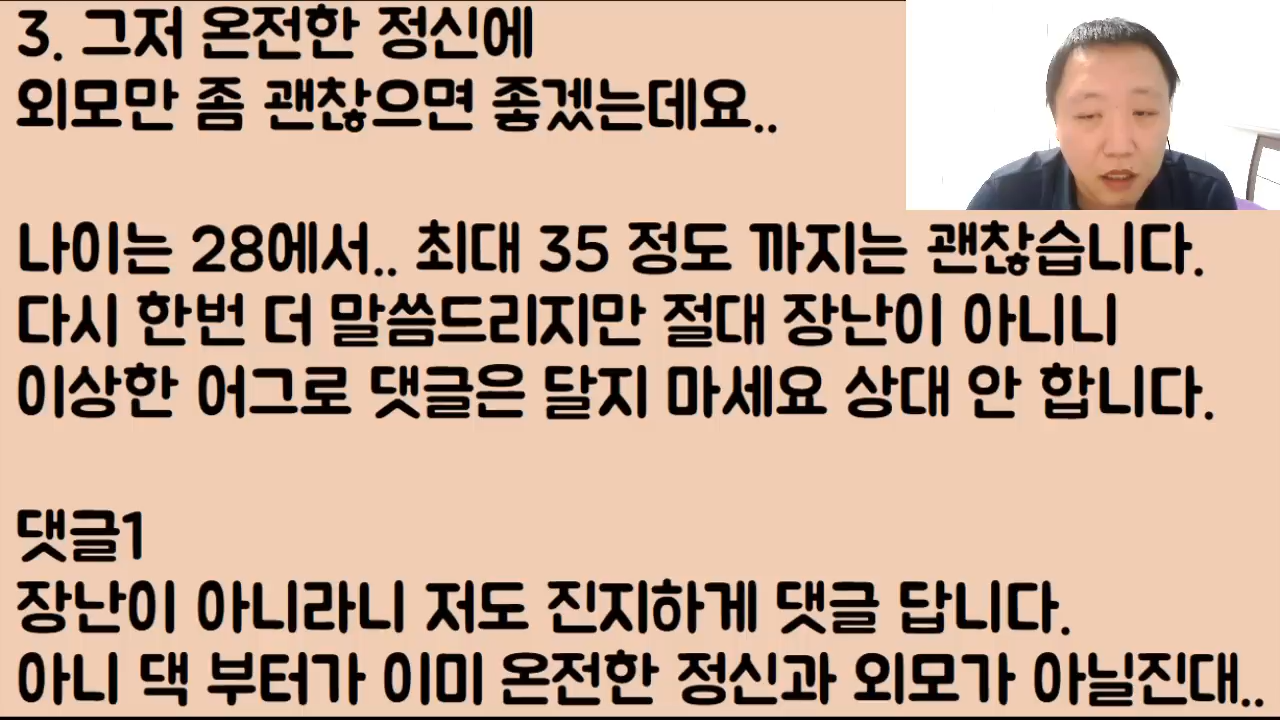 3. 그저 온전한 정신에
외모만 좀 괜찮으면 좋겠는데요..
나이는 28에서.. 최대 35 정도 까지는 괜찮습니다.
다시 한번 더 말씀드리지만 절대 장난이 아니니
이상한 어그로 댓글은 달지 마세요 상대 안 합니다.
댓글1
장난이 아니라니 저도 진지하게 댓글 답니다.
아니 댁 부터가 이미 온전한 정신과 외모가 아닐진대..